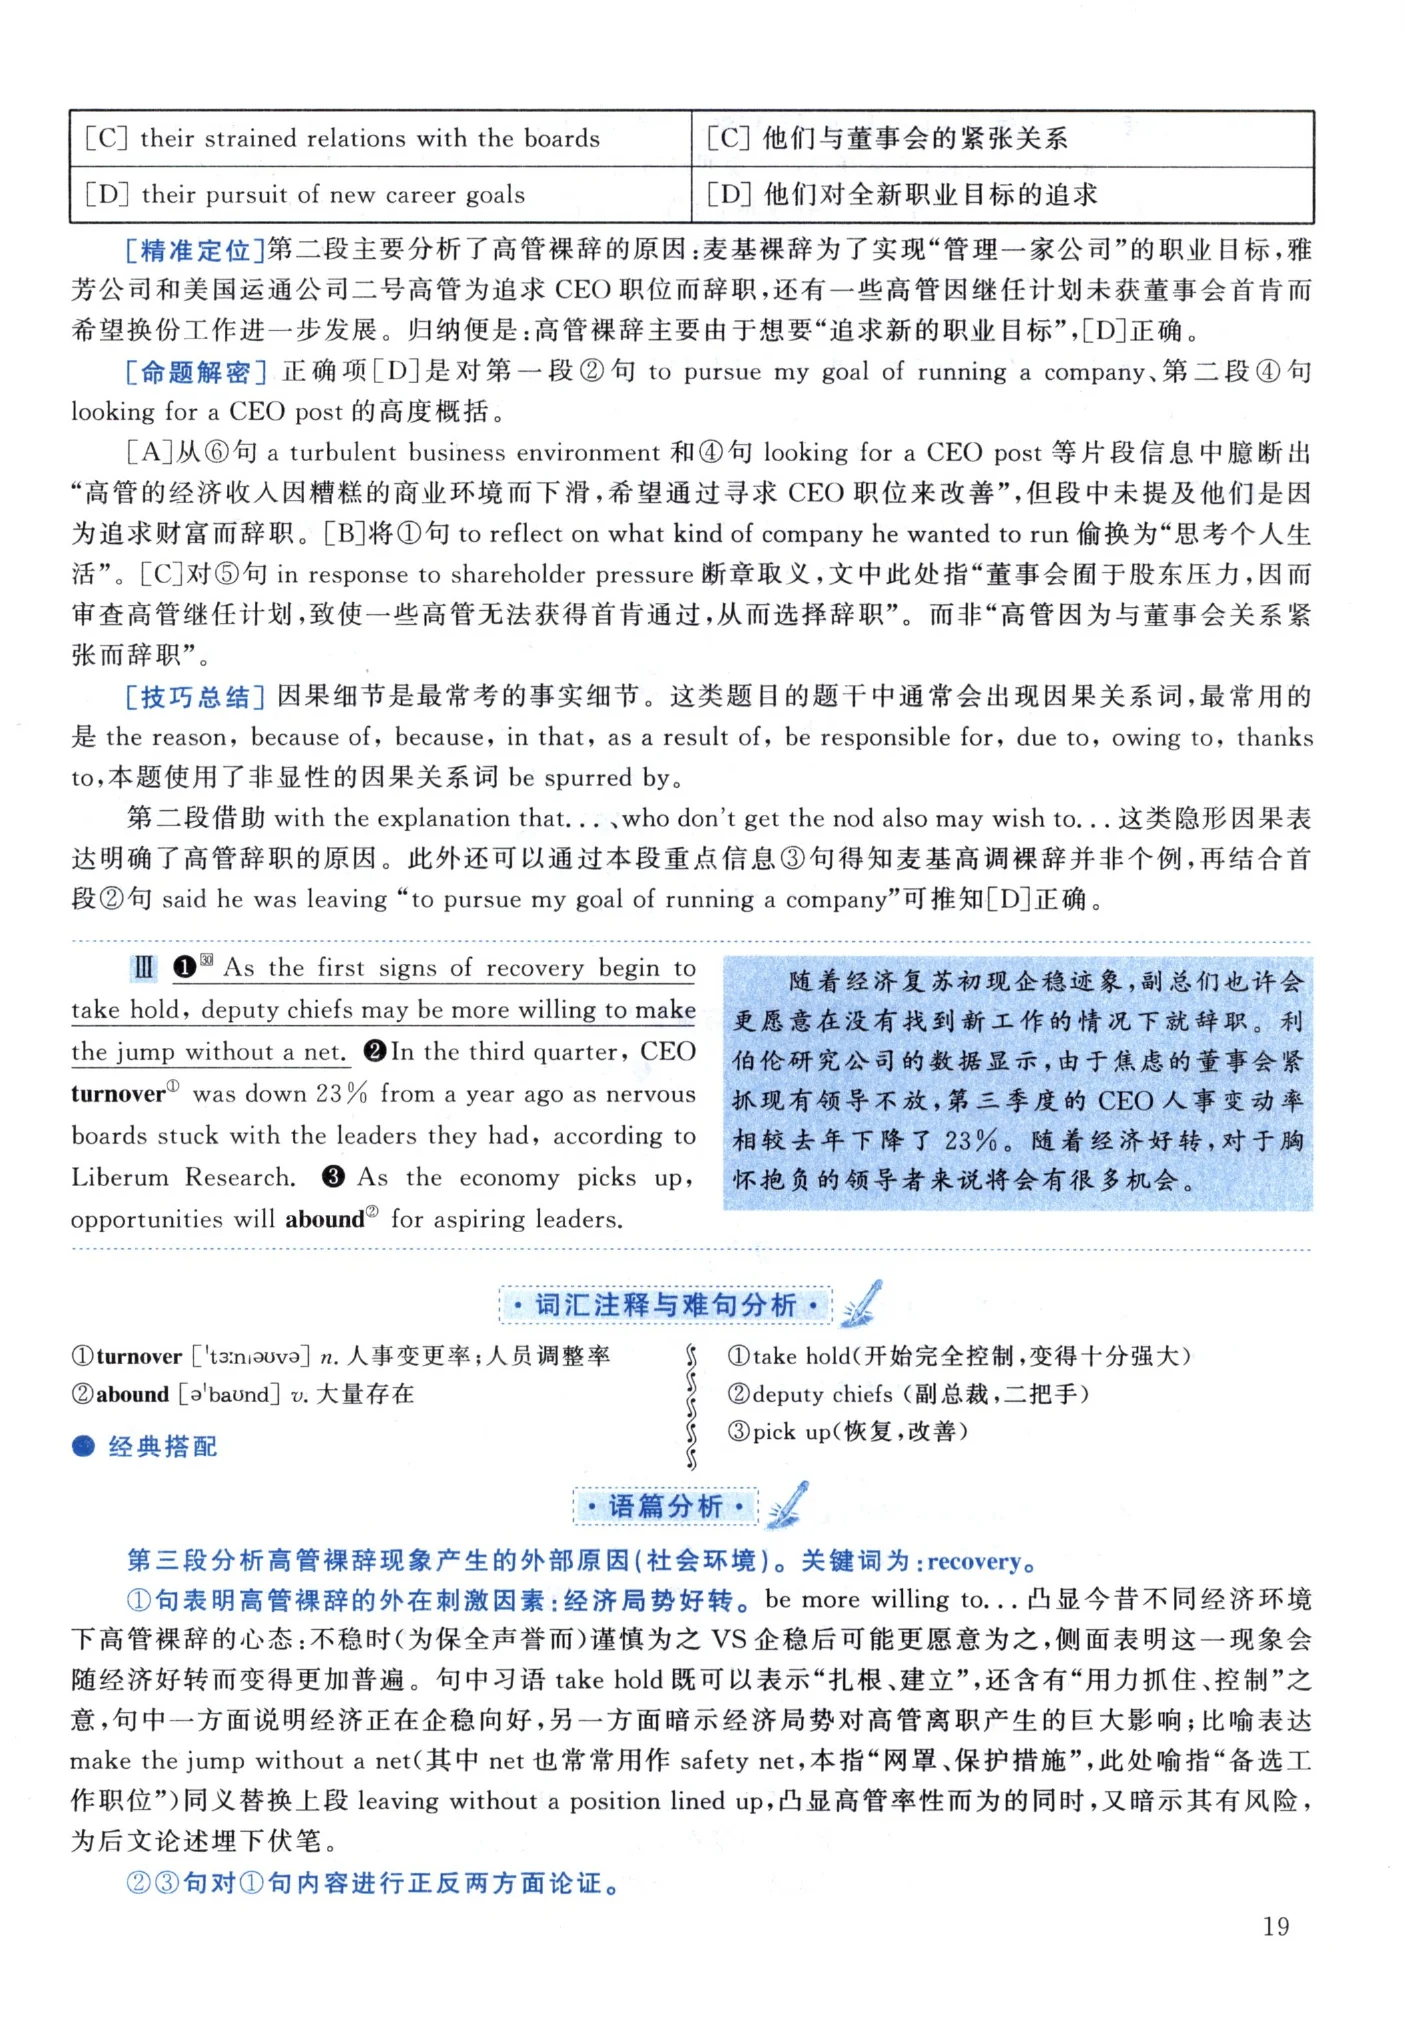 [C] their strained relations with the boards
[C] 他们与董事会的紧张关系
[D] their pursuit of new career goals
[D] 他们对全新职业目标的追求
[精准定位]第二段主要分析了高管裸辞的原因:麦基裸辞为了实现“管理一家公司”的职业目标,雅
芳公司和美国运通公司二号高管为追求 CEO 职位而辞职,还有一些高管因继任计划未获董事会首肯而
希望换份工作进一步发展。归纳便是:高管裸辞主要由于想要“追求新的职业目标”,[D]正确。
[命题解密] 正确项[D]是对第一段②句 to pursue my goal of running a company、第二段④句
looking for a CEO post 的高度概括。
[A]从⑥句 a turbulent business environment 和④句 looking for a CEO post 等片段信息中臆断出
“高管的经济收入因糟糕的商业环境而下滑,希望通过寻求 CEO 职位来改善”,但段中未提及他们是因
为追求财富而辞职。[B]将①句 to reflect on what kind of company he wanted to run 偷换为“思考个人生
活”。[C]对⑤句 in response to shareholder pressure 断章取义,文中此处指“董事会囿于股东压力,因而
审查高管继任计划,致使一些高管无法获得首肯通过,从而选择辞职”。而非“高管因为与董事会关系紧
张而辞职”。
[技巧总结] 因果细节是最常考的事实细节。这类题目的题干中通常会出现因果关系词,最常用的
是 the reason, because of, because, in that, as a result of, be responsible for, due to, owing to, thanks
to,本题使用了非显性的因果关系词 be spurred by。
第二段借助 with the explanation that...、who don't get the nod also may wish to... 这类隐形因果表
达明确了高管辞职的原因。此外还可以通过本段重点信息③句得知麦基高调裸辞并非个例,再结合首
段②句 said he was leaving “to pursue my goal of running a company”可推知[D]正确。
Ⅲ ❶㉚ As the first signs of recovery begin to
take hold, deputy chiefs may be more willing to make
the jump without a net. ❷In the third quarter, CEO
turnover① was down 23% from a year ago as nervous
boards stuck with the leaders they had, according to
Liberum Research. ❸ As the economy picks up,
opportunities will abound② for aspiring leaders.
随着经济复苏初现企稳迹象,副总们也许会
更愿意在没有找到新工作的情况下就辞职。利
伯伦研究公司的数据显示,由于焦虑的董事会紧
抓现有领导不放,第三季度的 CEO 人事变动率
相较去年下降了 23%。随着经济好转,对于胸
怀抱负的领导者来说将会有很多机会。
·词汇注释与难句分析·
①turnover [ˈtɜːnˌəʊvə] n. 人事变更率;人员调整率
②abound [əˈbaʊnd] v. 大量存在
● 经典搭配
①take hold(开始完全控制,变得十分强大)
②deputy chiefs (副总裁,二把手)
③pick up(恢复,改善)
·语篇分析·
第三段分析高管裸辞现象产生的外部原因(社会环境)。关键词为:recovery。
①句表明高管裸辞的外在刺激因素:经济局势好转。be more willing to... 凸显今昔不同经济环境
下高管裸辞的心态:不稳时(为保全声誉而)谨慎为之 VS 企稳后可能更愿意为之,侧面表明这一现象会
随经济好转而变得更加普遍。句中习语 take hold 既可以表示“扎根、建立”,还含有“用力抓住、控制”之
意,句中一方面说明经济正在企稳向好,另一方面暗示经济局势对高管离职产生的巨大影响;比喻表达
make the jump without a net(其中 net 也常常用作 safety net,本指“网罩、保护措施”,此处喻指“备选工
作职位”)同义替换上段 leaving without a position lined up,凸显高管率性而为的同时,又暗示其有风险,
为后文论述埋下伏笔。
②③句对①句内容进行正反两方面论证。
19